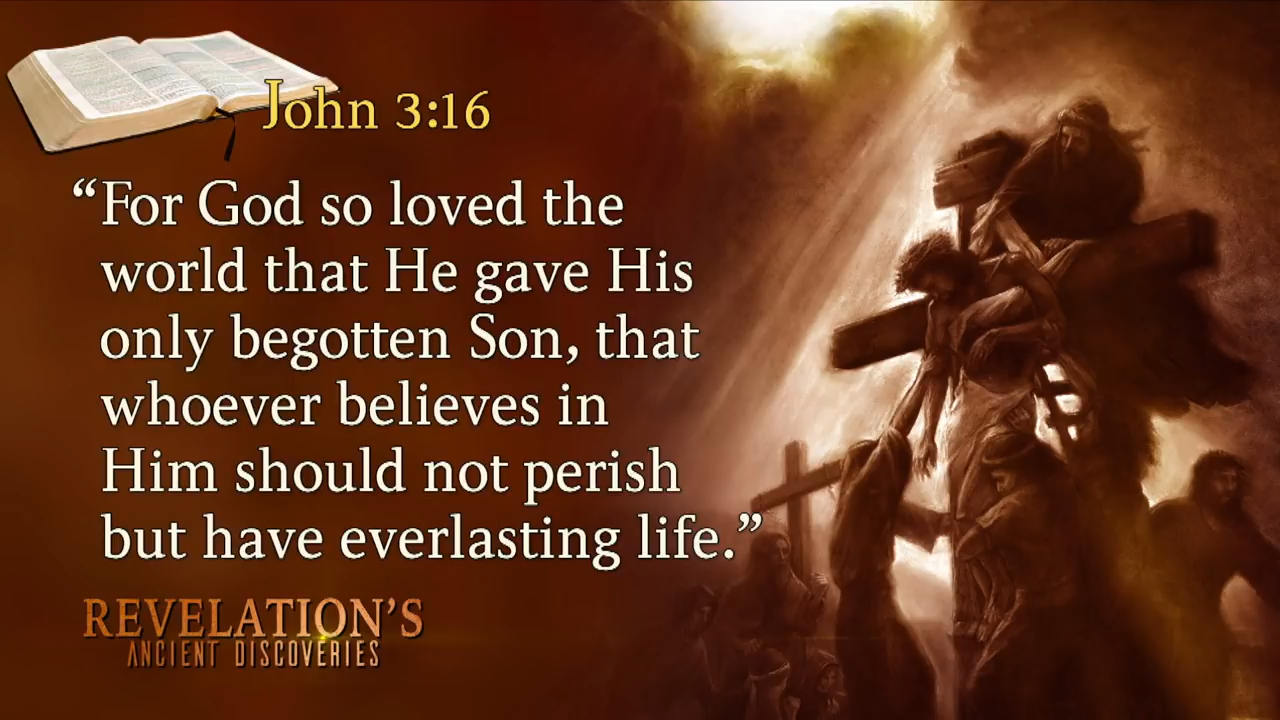 John 3:16
“For God so loved the
world that He gave His
only begotten Son, that
whoever believes in
Him should not perish
but have everlasting life.”
REVELATION’S
ANCIENT DISCOVERIES